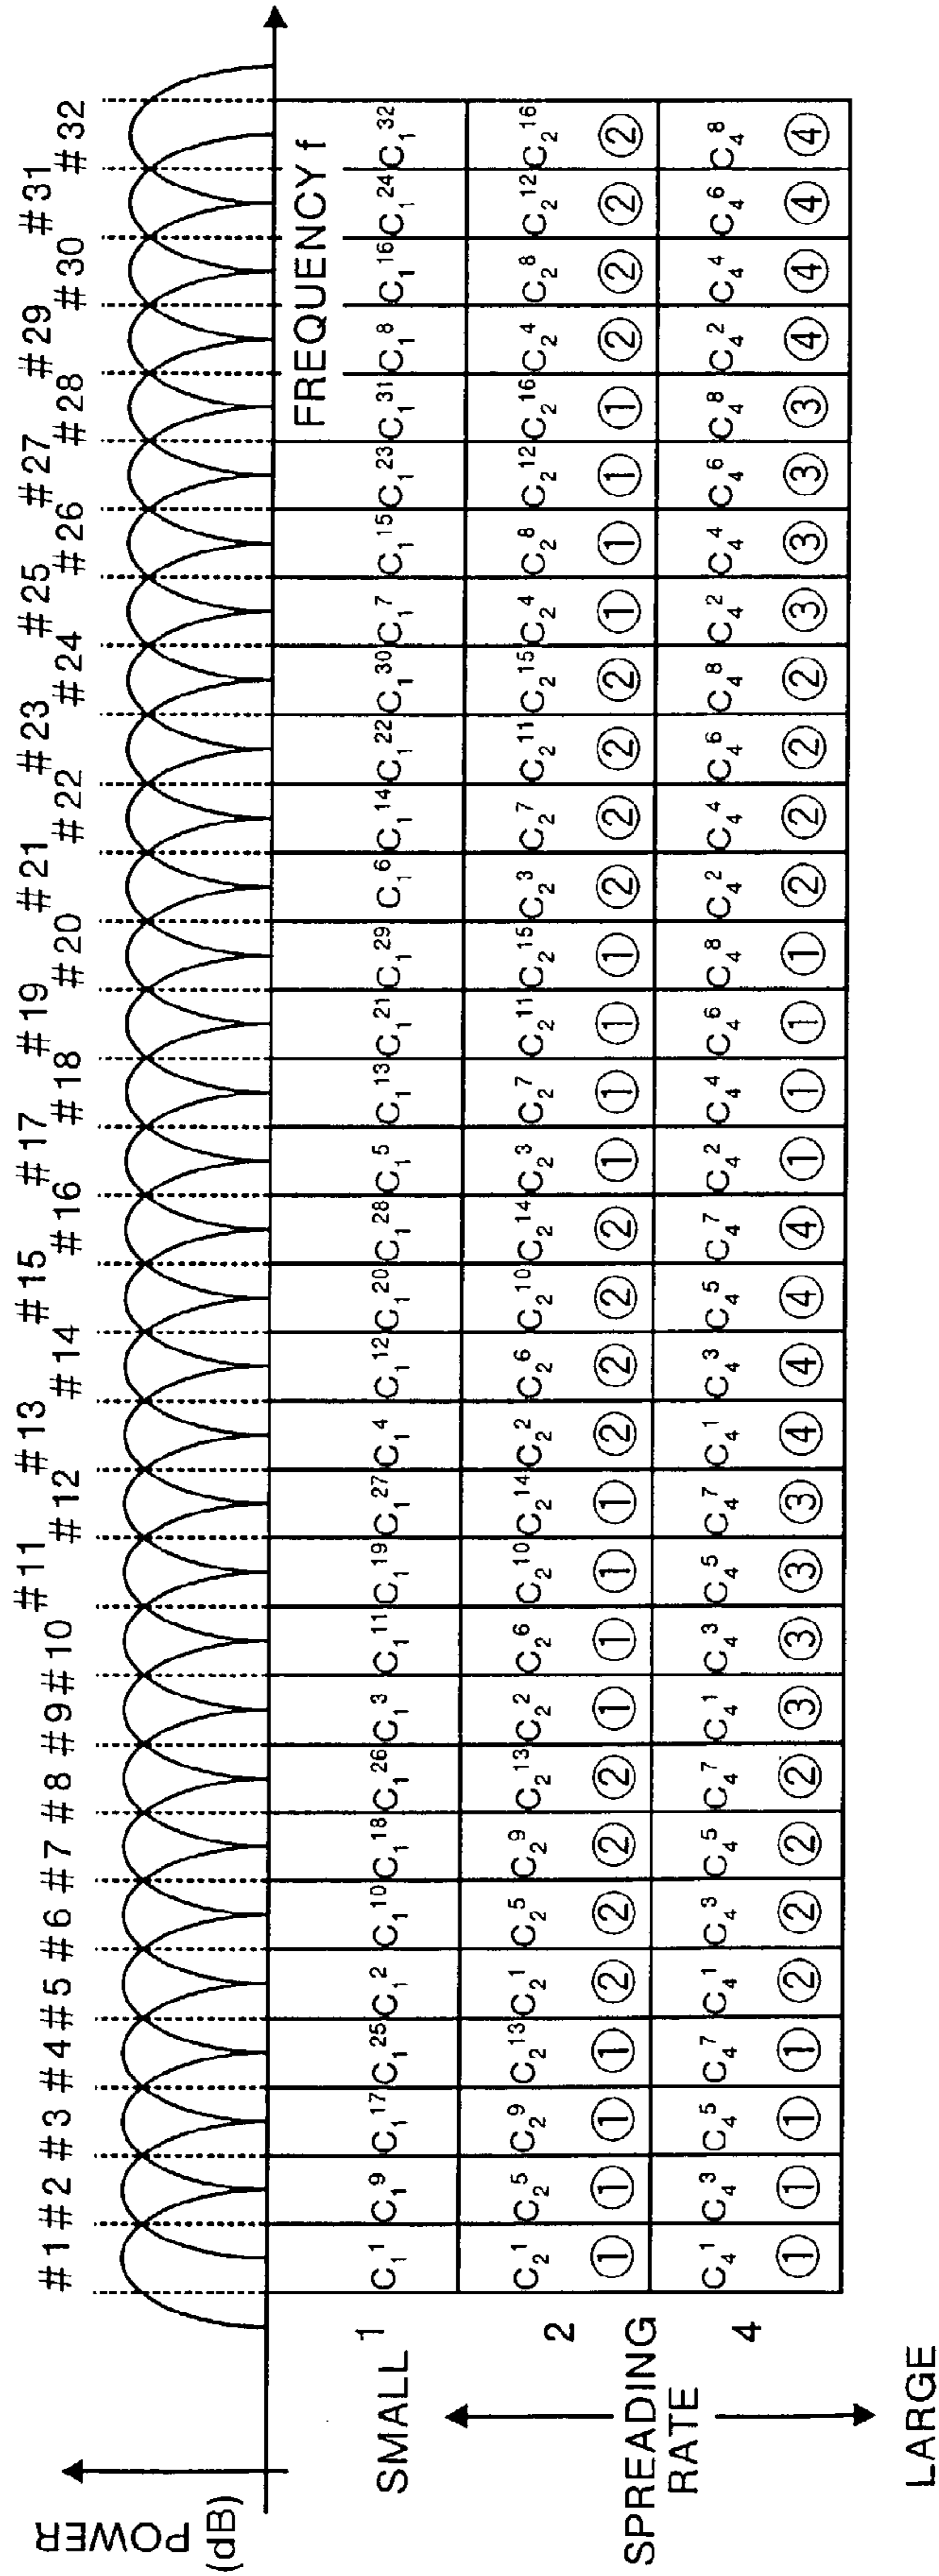 POWER
(dB)
#1 #2 #3 #4 #5 #6 #7 #8 #9 #10 #11 #12 #13 #14 #15 #16 #17 #18 #19 #20 #21 #22 #23 #24 #25 #26 #27 #28 #29 #30 #31 #32
FREQUENCY f
SMALL
SPREADING
RATE
LARGE
1 C₁¹ C₁⁹ C₁¹⁷ C₁²⁵ C₁² C₁¹⁰ C₁¹⁸ C₁²⁶ C₁³ C₁¹¹ C₁¹⁹ C₁²⁷ C₁⁴ C₁¹² C₁²⁰ C₁²⁸ C₁⁵ C₁¹³ C₁²¹ C₁²⁹ C₁⁶ C₁¹⁴ C₁²² C₁³⁰ C₁⁷ C₁¹⁵ C₁²³ C₁³¹ C₁⁸ C₁¹⁶ C₁²⁴ C₁³²
2 C₂¹ C₂⁵ C₂⁹ C₂¹³ C₂¹ C₂⁵ C₂⁹ C₂¹³ C₂² C₂⁶ C₂¹⁰ C₂¹⁴ C₂² C₂⁶ C₂¹⁰ C₂¹⁴ C₂³ C₂⁷ C₂¹¹ C₂¹⁵ C₂³ C₂⁷ C₂¹¹ C₂¹⁵ C₂⁴ C₂⁸ C₂¹² C₂¹⁶ C₂⁴ C₂⁸ C₂¹² C₂¹⁶
① ① ① ① ② ② ② ② ① ① ① ① ② ② ② ② ① ① ① ① ② ② ② ② ① ① ① ① ② ② ② ②
4 C₄¹ C₄³ C₄⁵ C₄⁷ C₄¹ C₄³ C₄⁵ C₄⁷ C₄¹ C₄³ C₄⁵ C₄⁷ C₄¹ C₄³ C₄⁵ C₄⁷ C₄² C₄⁴ C₄⁶ C₄⁸ C₄² C₄⁴ C₄⁶ C₄⁸ C₄² C₄⁴ C₄⁶ C₄⁸ C₄² C₄⁴ C₄⁶ C₄⁸
① ① ① ① ② ② ② ② ③ ③ ③ ③ ④ ④ ④ ④ ① ① ① ① ② ② ② ② ③ ③ ③ ③ ④ ④ ④ ④